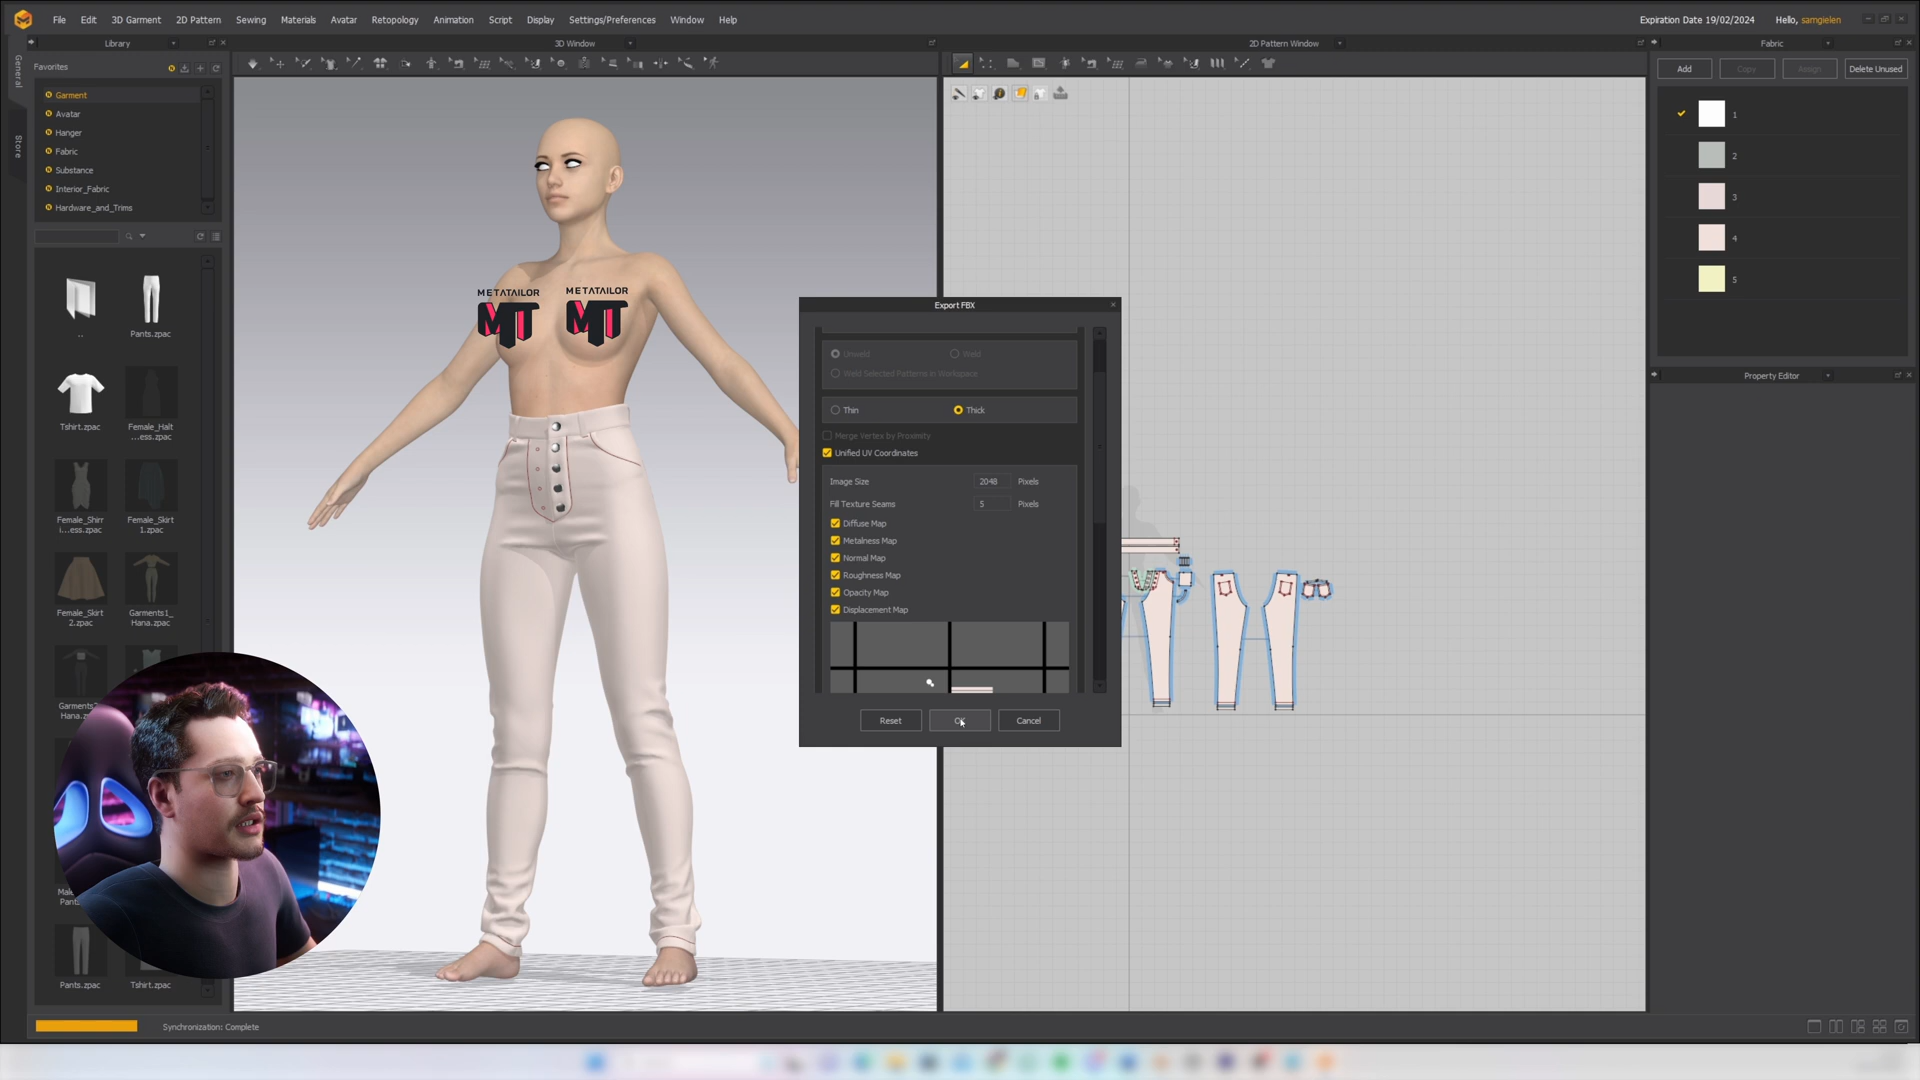 File Edit 3D Garment 2D Pattern Sewing Materials Avatar Retopology Animation Script Display Settings/Preferences Window Help
Expiration Date 19/02/2024 Hello, samgielen
Library
3D Window
2D Pattern Window
Fabric
General
Store
Favorites
Garment
Avatar
Hanger
Fabric
Substance
Interior_Fabric
Hardware_and_Trims
..
Pants.zpac
Tshirt.zpac
Female_Halt
...ess.zpac
Female_Shirr
i...ess.zpac
Female_Skirt
1.zpac
Female_Skirt
2.zpac
Garments1_
Hana.zpac
Hana.zpac
Pants.zpac
Tshirt.zpac
METATAILOR
MT
METATAILOR
MT
Export FBX
Unweld
Weld
Weld Selected Patterns in Workspace
Thin
Thick
Merge Vertex by Proximity
Unified UV Coordinates
Image Size 2048 Pixels
Fill Texture Seams 5 Pixels
Diffuse Map
Metalness Map
Normal Map
Roughness Map
Opacity Map
Displacement Map
Reset
OK
Cancel
Add
Copy
Assign
Delete Unused
1
2
3
4
5
Property Editor
Synchronization: Complete